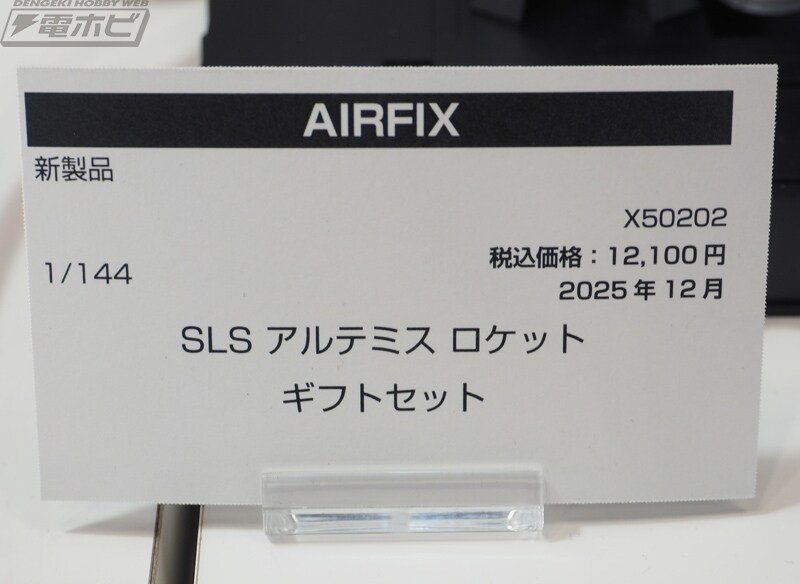 DENGEKI HOBBY WEB
電ホビ
AIRFIX
新製品
X50202
税込価格：12,100円
1/144
2025年12月
SLS アルテミス ロケット
ギフトセット